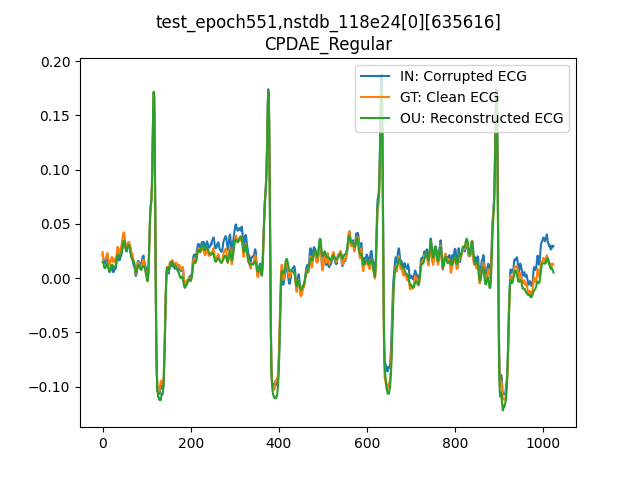 test_epoch551,nstdb_118e24[0][635616]
CPDAE_Regular
0.20
0.15
0.10
0.05
0.00
−0.05
−0.10
IN: Corrupted ECG
GT: Clean ECG
OU: Reconstructed ECG
0 200 400 600 800 1000